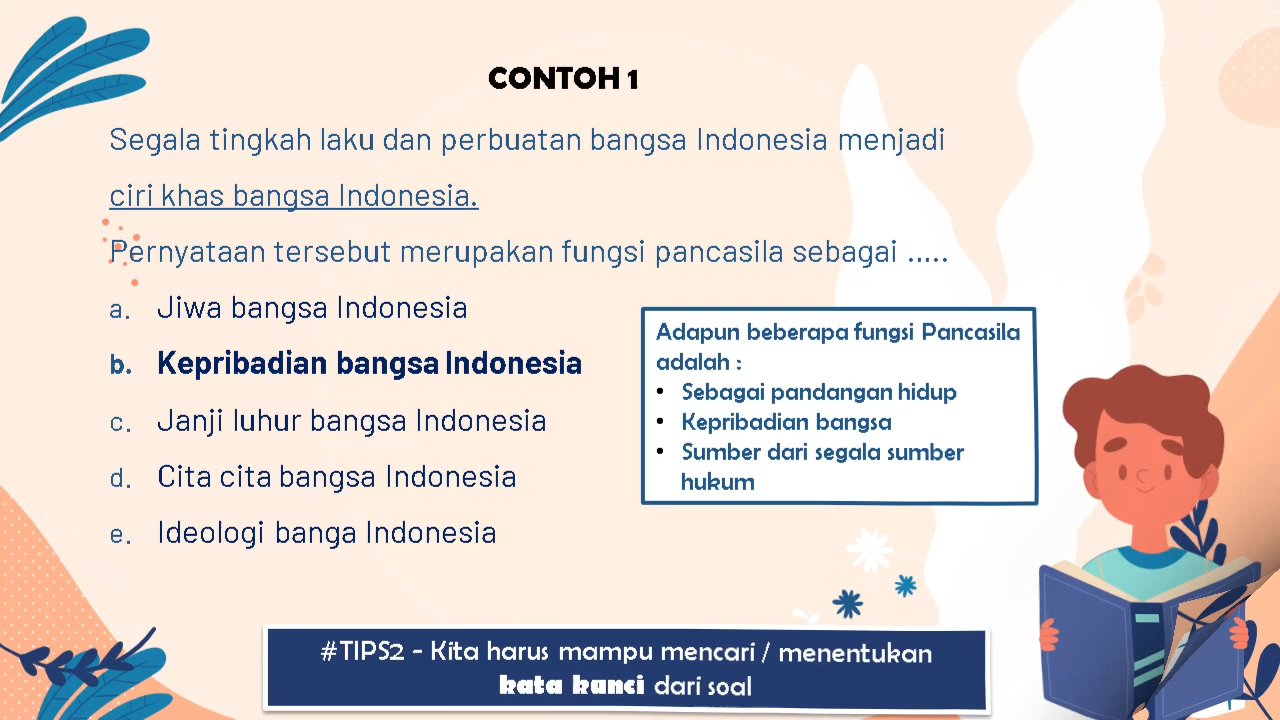 CONTOH 1
Segala tingkah laku dan perbuatan bangsa Indonesia menjadi
ciri khas bangsa Indonesia.
Pernyataan tersebut merupakan fungsi pancasila sebagai .....
a. Jiwa bangsa Indonesia
b. Kepribadian bangsa Indonesia
c. Janji luhur bangsa Indonesia
d. Cita cita bangsa Indonesia
e. Ideologi banga Indonesia
Adapun beberapa fungsi Pancasila
adalah :
• Sebagai pandangan hidup
• Kepribadian bangsa
• Sumber dari segala sumber
hukum
#TIPS2 - Kita harus mampu mencari / menentukan
kata kunci dari soal